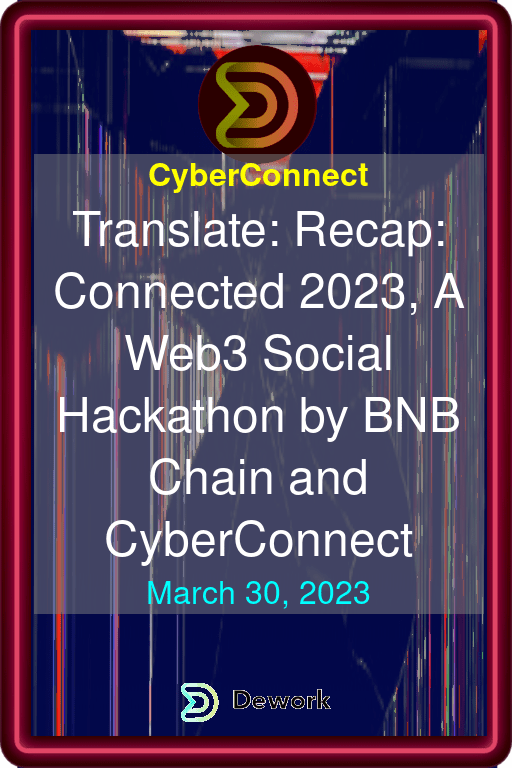 CyberConnect
Translate: Recap:
Connected 2023, A
Web3 Social
Hackathon by BNB
Chain and
CyberConnect
March 30, 2023
Dework